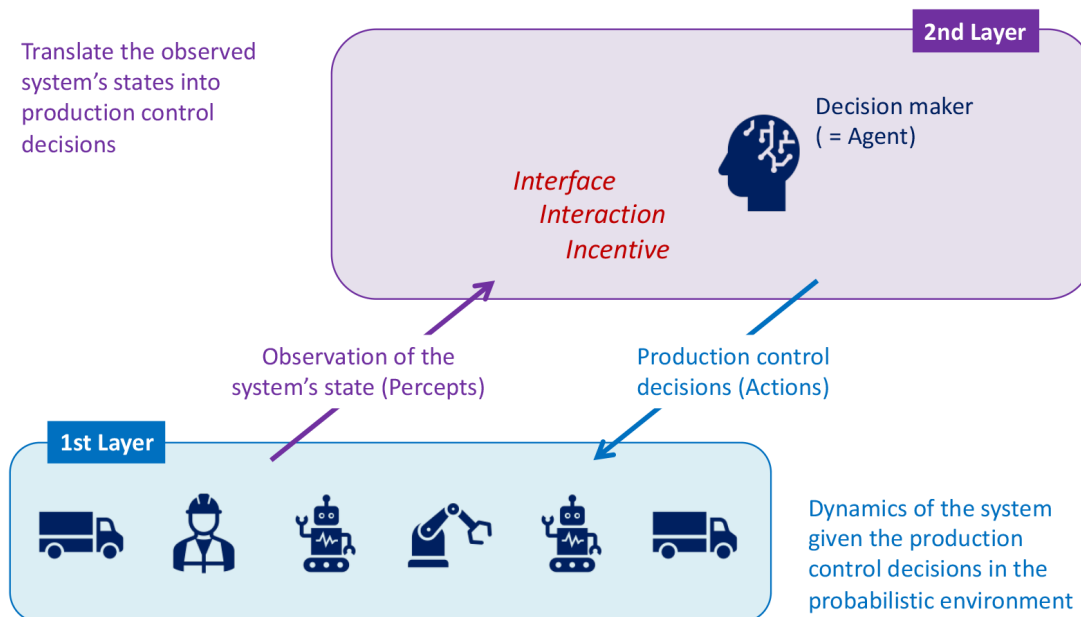 Translate the observed
system's states into
production control
decisions
2nd Layer
Decision maker
( = Agent)
Interface
Interaction
Incentive
Observation of the
system's state (Percepts)
Production control
decisions (Actions)
1st Layer
Dynamics of the system
given the production
control decisions in the
probabilistic environment